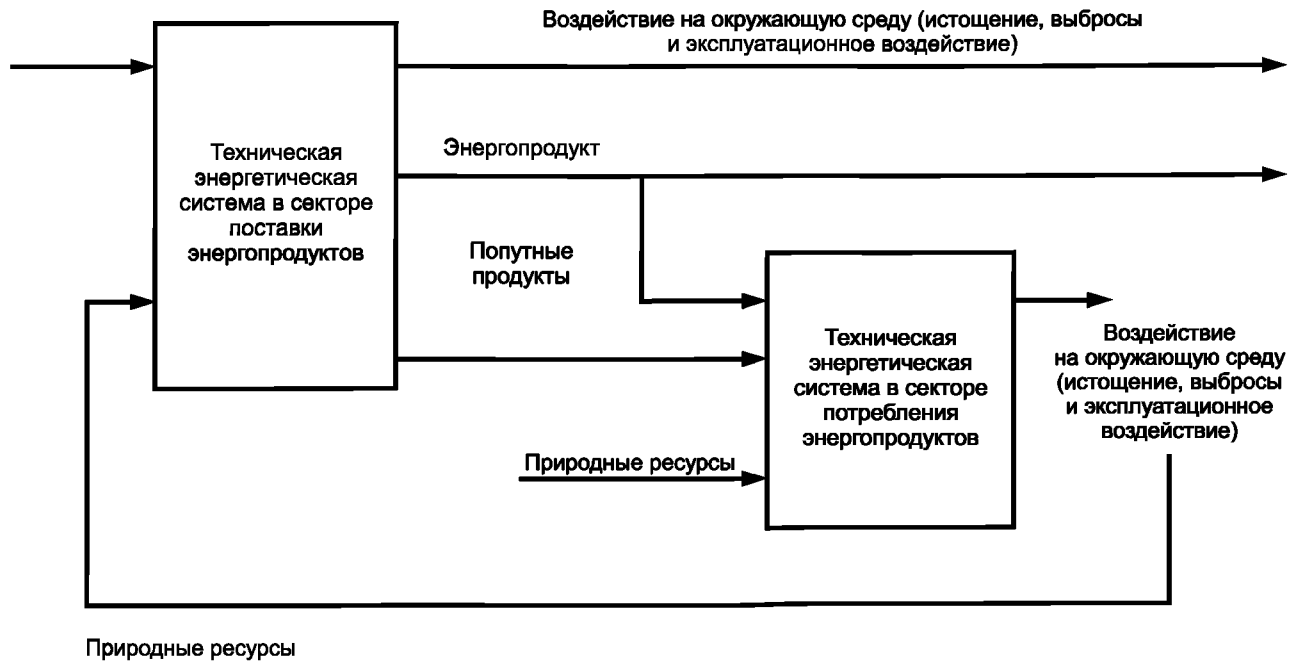 Воздействие на окружающую среду (истощение, выбросы
и эксплуатационное воздействие)
Техническая
энергетическая
система в секторе
поставки
энергопродуктов
Энергопродукт
Попутные
продукты
Техническая
энергетическая
система в секторе
потребления
энергопродуктов
Воздействие
на окружающую среду
(истощение, выбросы
и эксплуатационное
воздействие)
Природные ресурсы
Природные ресурсы